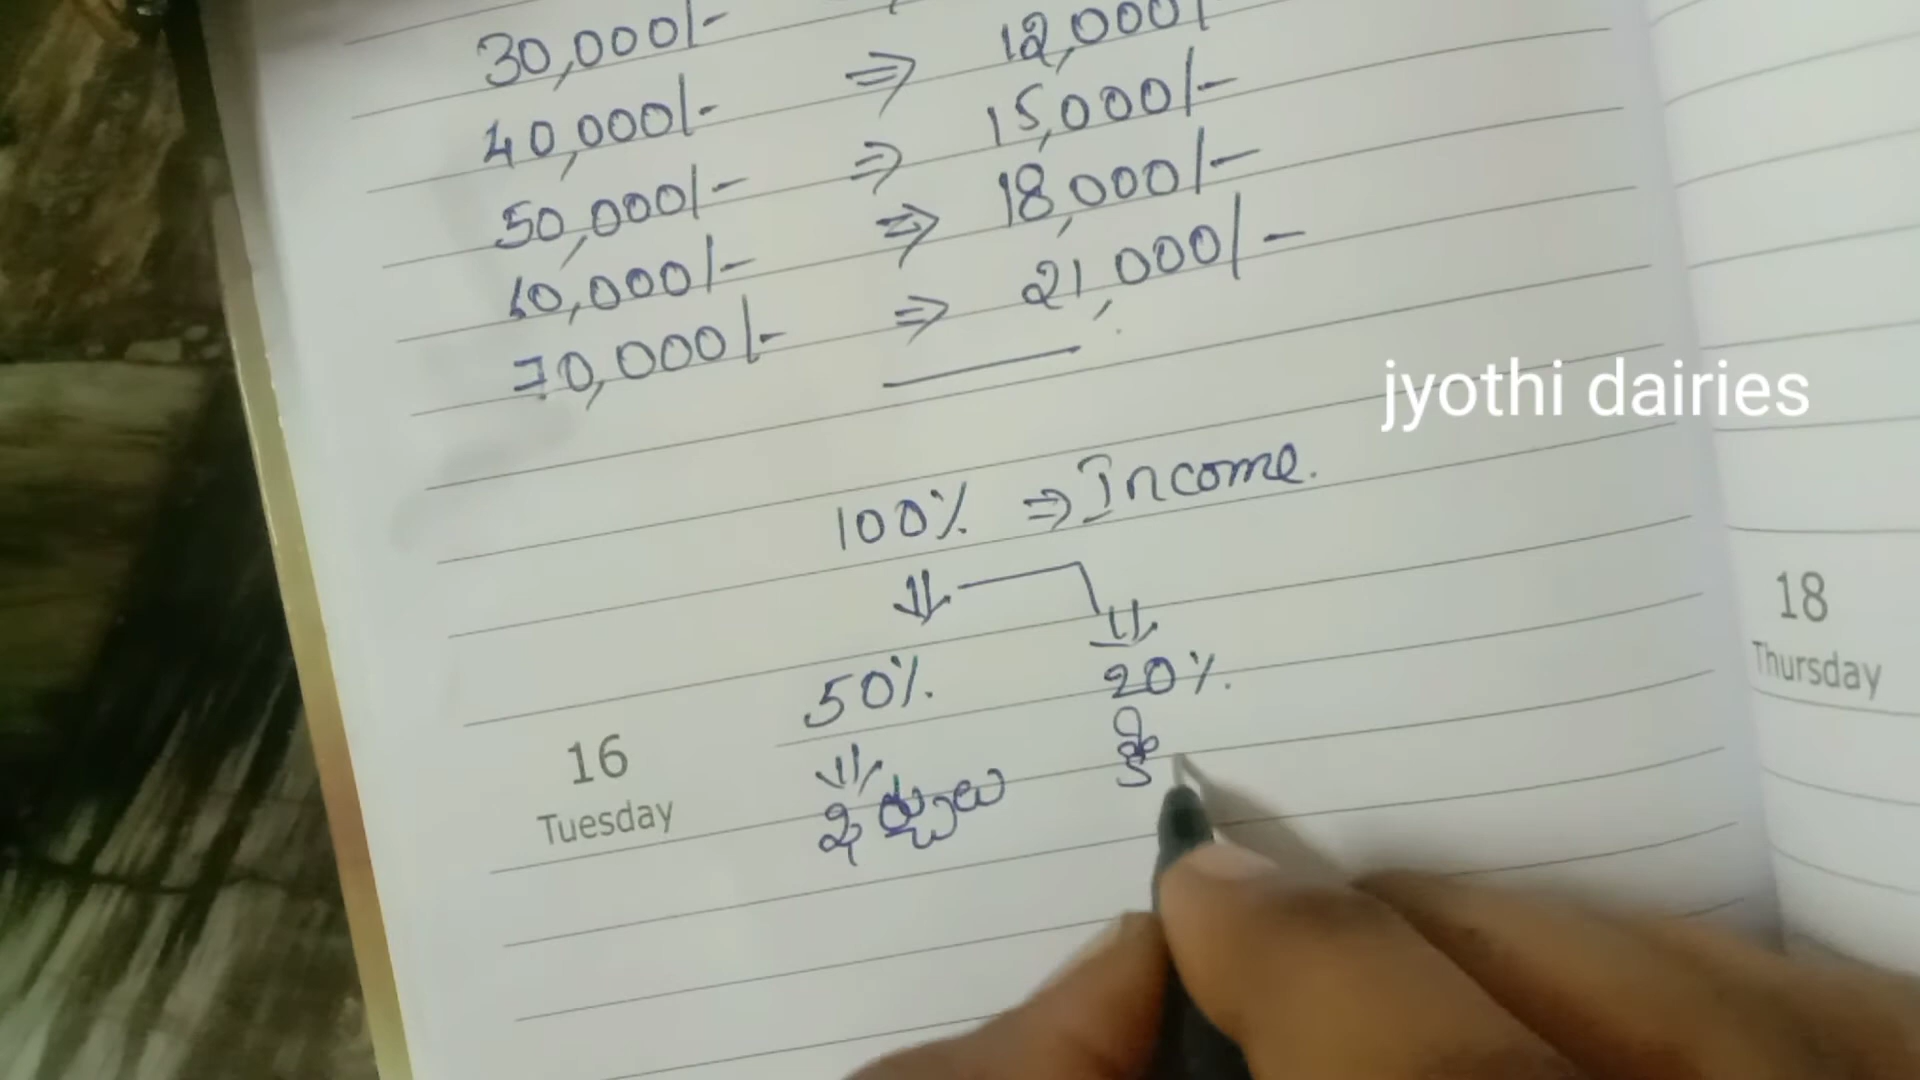 30,000/-
40,000/- ⇒ 12,000/-
50,000/- ⇒ 15,000/-
60,000/- ⇒ 18,000/-
70,000/- ⇒ 21,000/-
jyothi dairies
100% ⇒ Income.
50% 20%.
16
Tuesday
18
Thursday